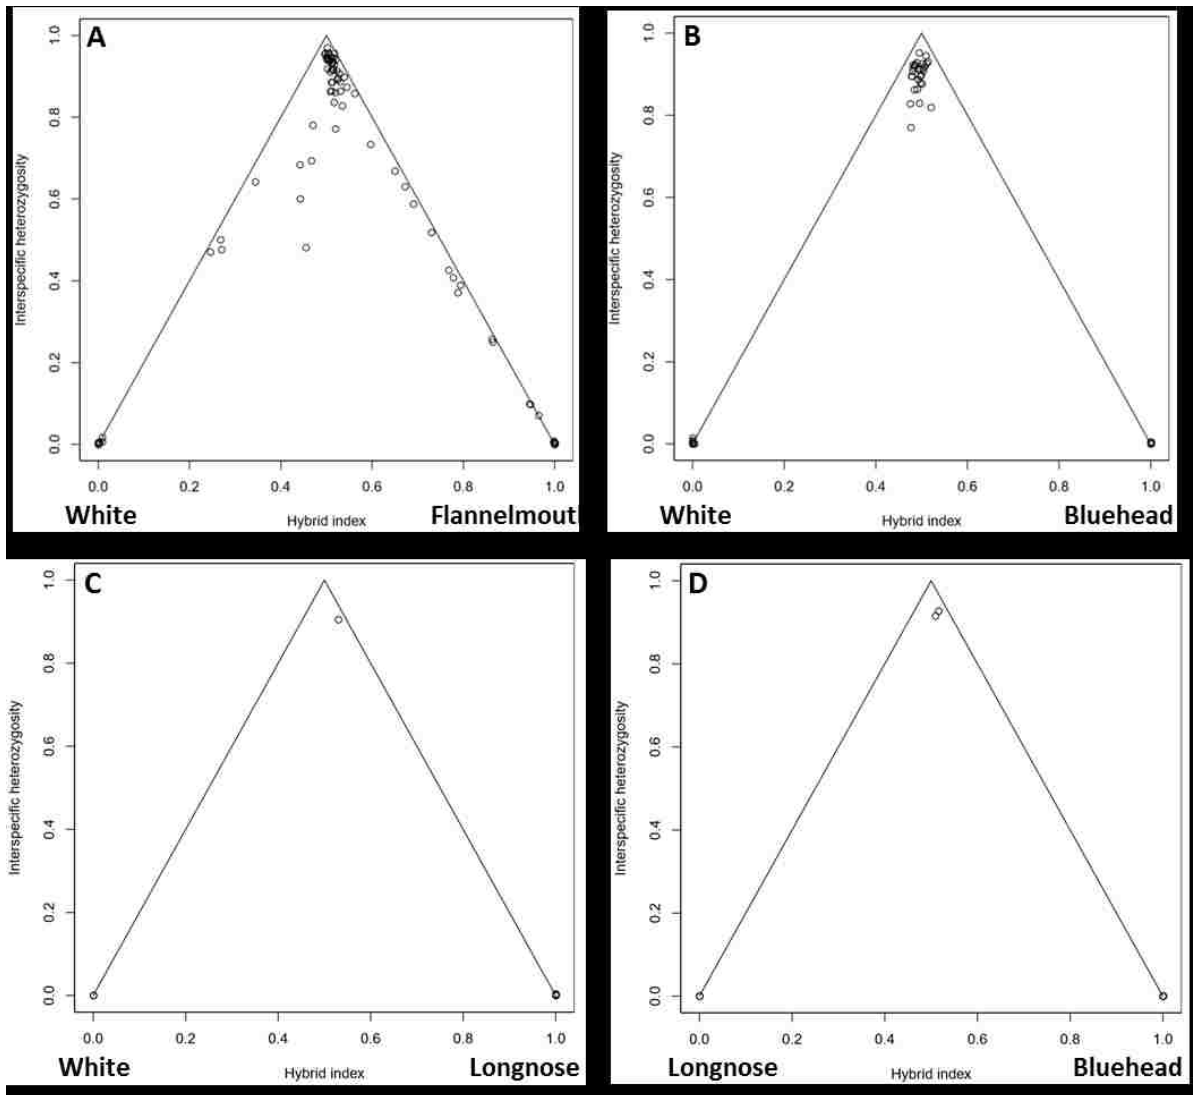 A
1.0
0.8
0.6
0.4
0.2
0.0
Interspecific heterozygosity
0.0 0.2 0.4 0.6 0.8 1.0
White Hybrid index Flannelmout
B
1.0
0.8
0.6
0.4
0.2
0.0
Interspecific heterozygosity
0.0 0.2 0.4 0.6 0.8 1.0
White Hybrid index Bluehead
C
1.0
0.8
0.6
0.4
0.2
0.0
Interspecific heterozygosity
0.0 0.2 0.4 0.6 0.8 1.0
White Hybrid index Longnose
D
1.0
0.8
0.6
0.4
0.2
0.0
Interspecific heterozygosity
0.0 0.2 0.4 0.6 0.8 1.0
Longnose Hybrid index Bluehead